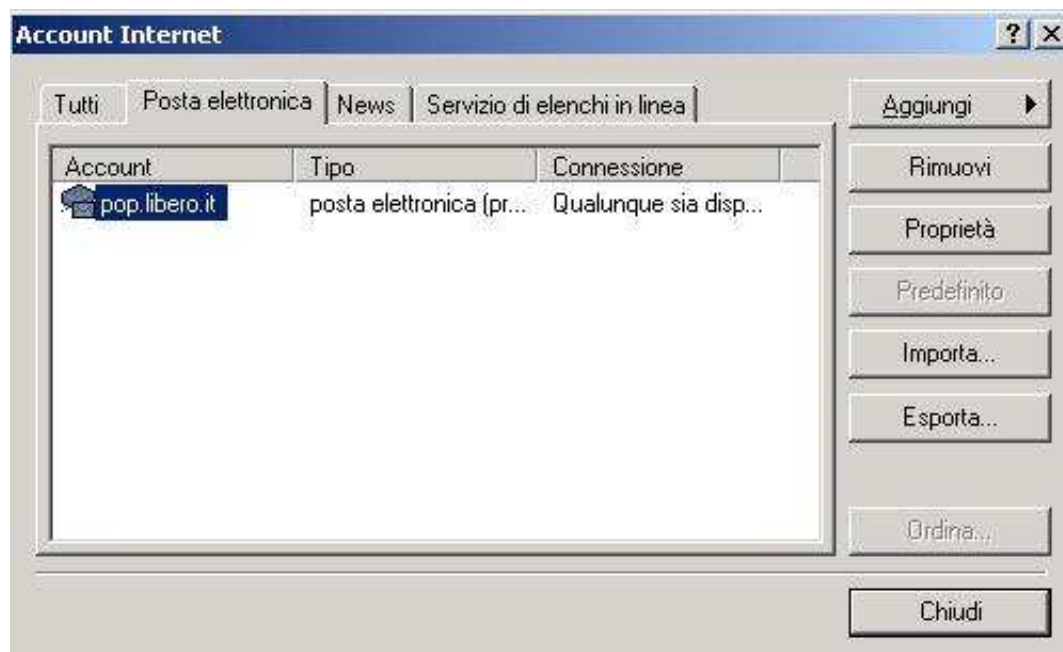 Account Internet
Tutti
Posta elettronica
News
Servizio di elenchi in linea
Account Tipo Connessione
pop.libero.it posta elettronica (pr... Qualunque sia disp...
Aggiungi
Rimuovi
Proprietà
Predefinito
Importa...
Esporta...
Ordina...
Chiudi